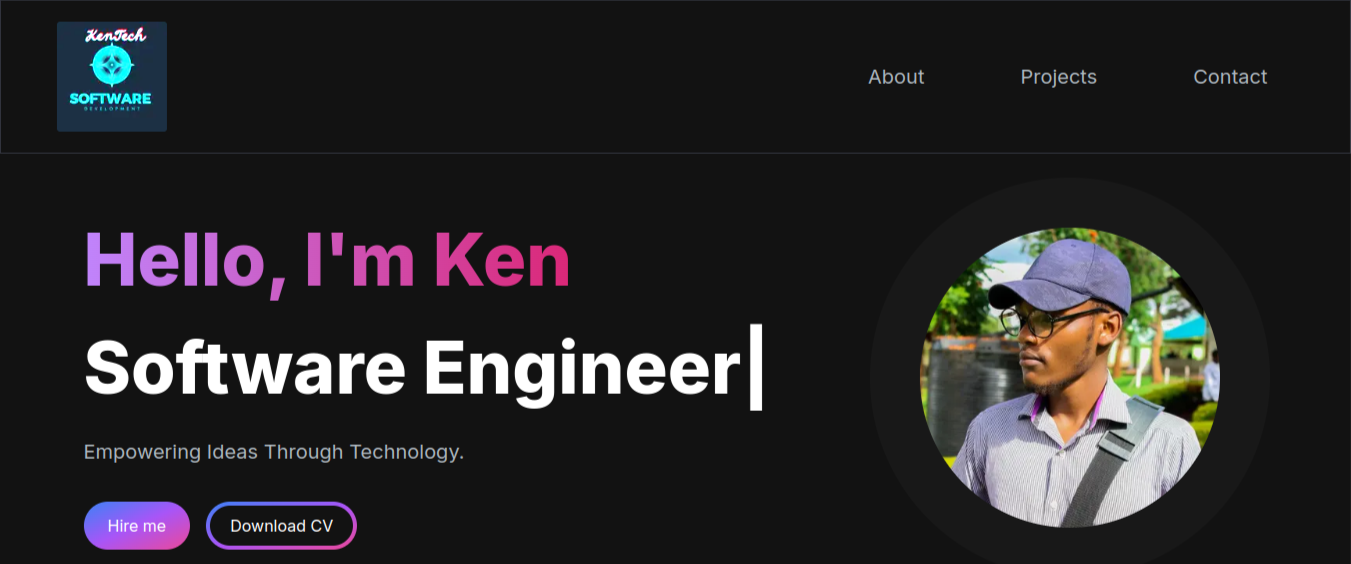 KenTech
SOFTWARE
DEVELOPMENT
About
Projects
Contact
Hello, I'm Ken
Software Engineer|
Empowering Ideas Through Technology.
Hire me
Download CV